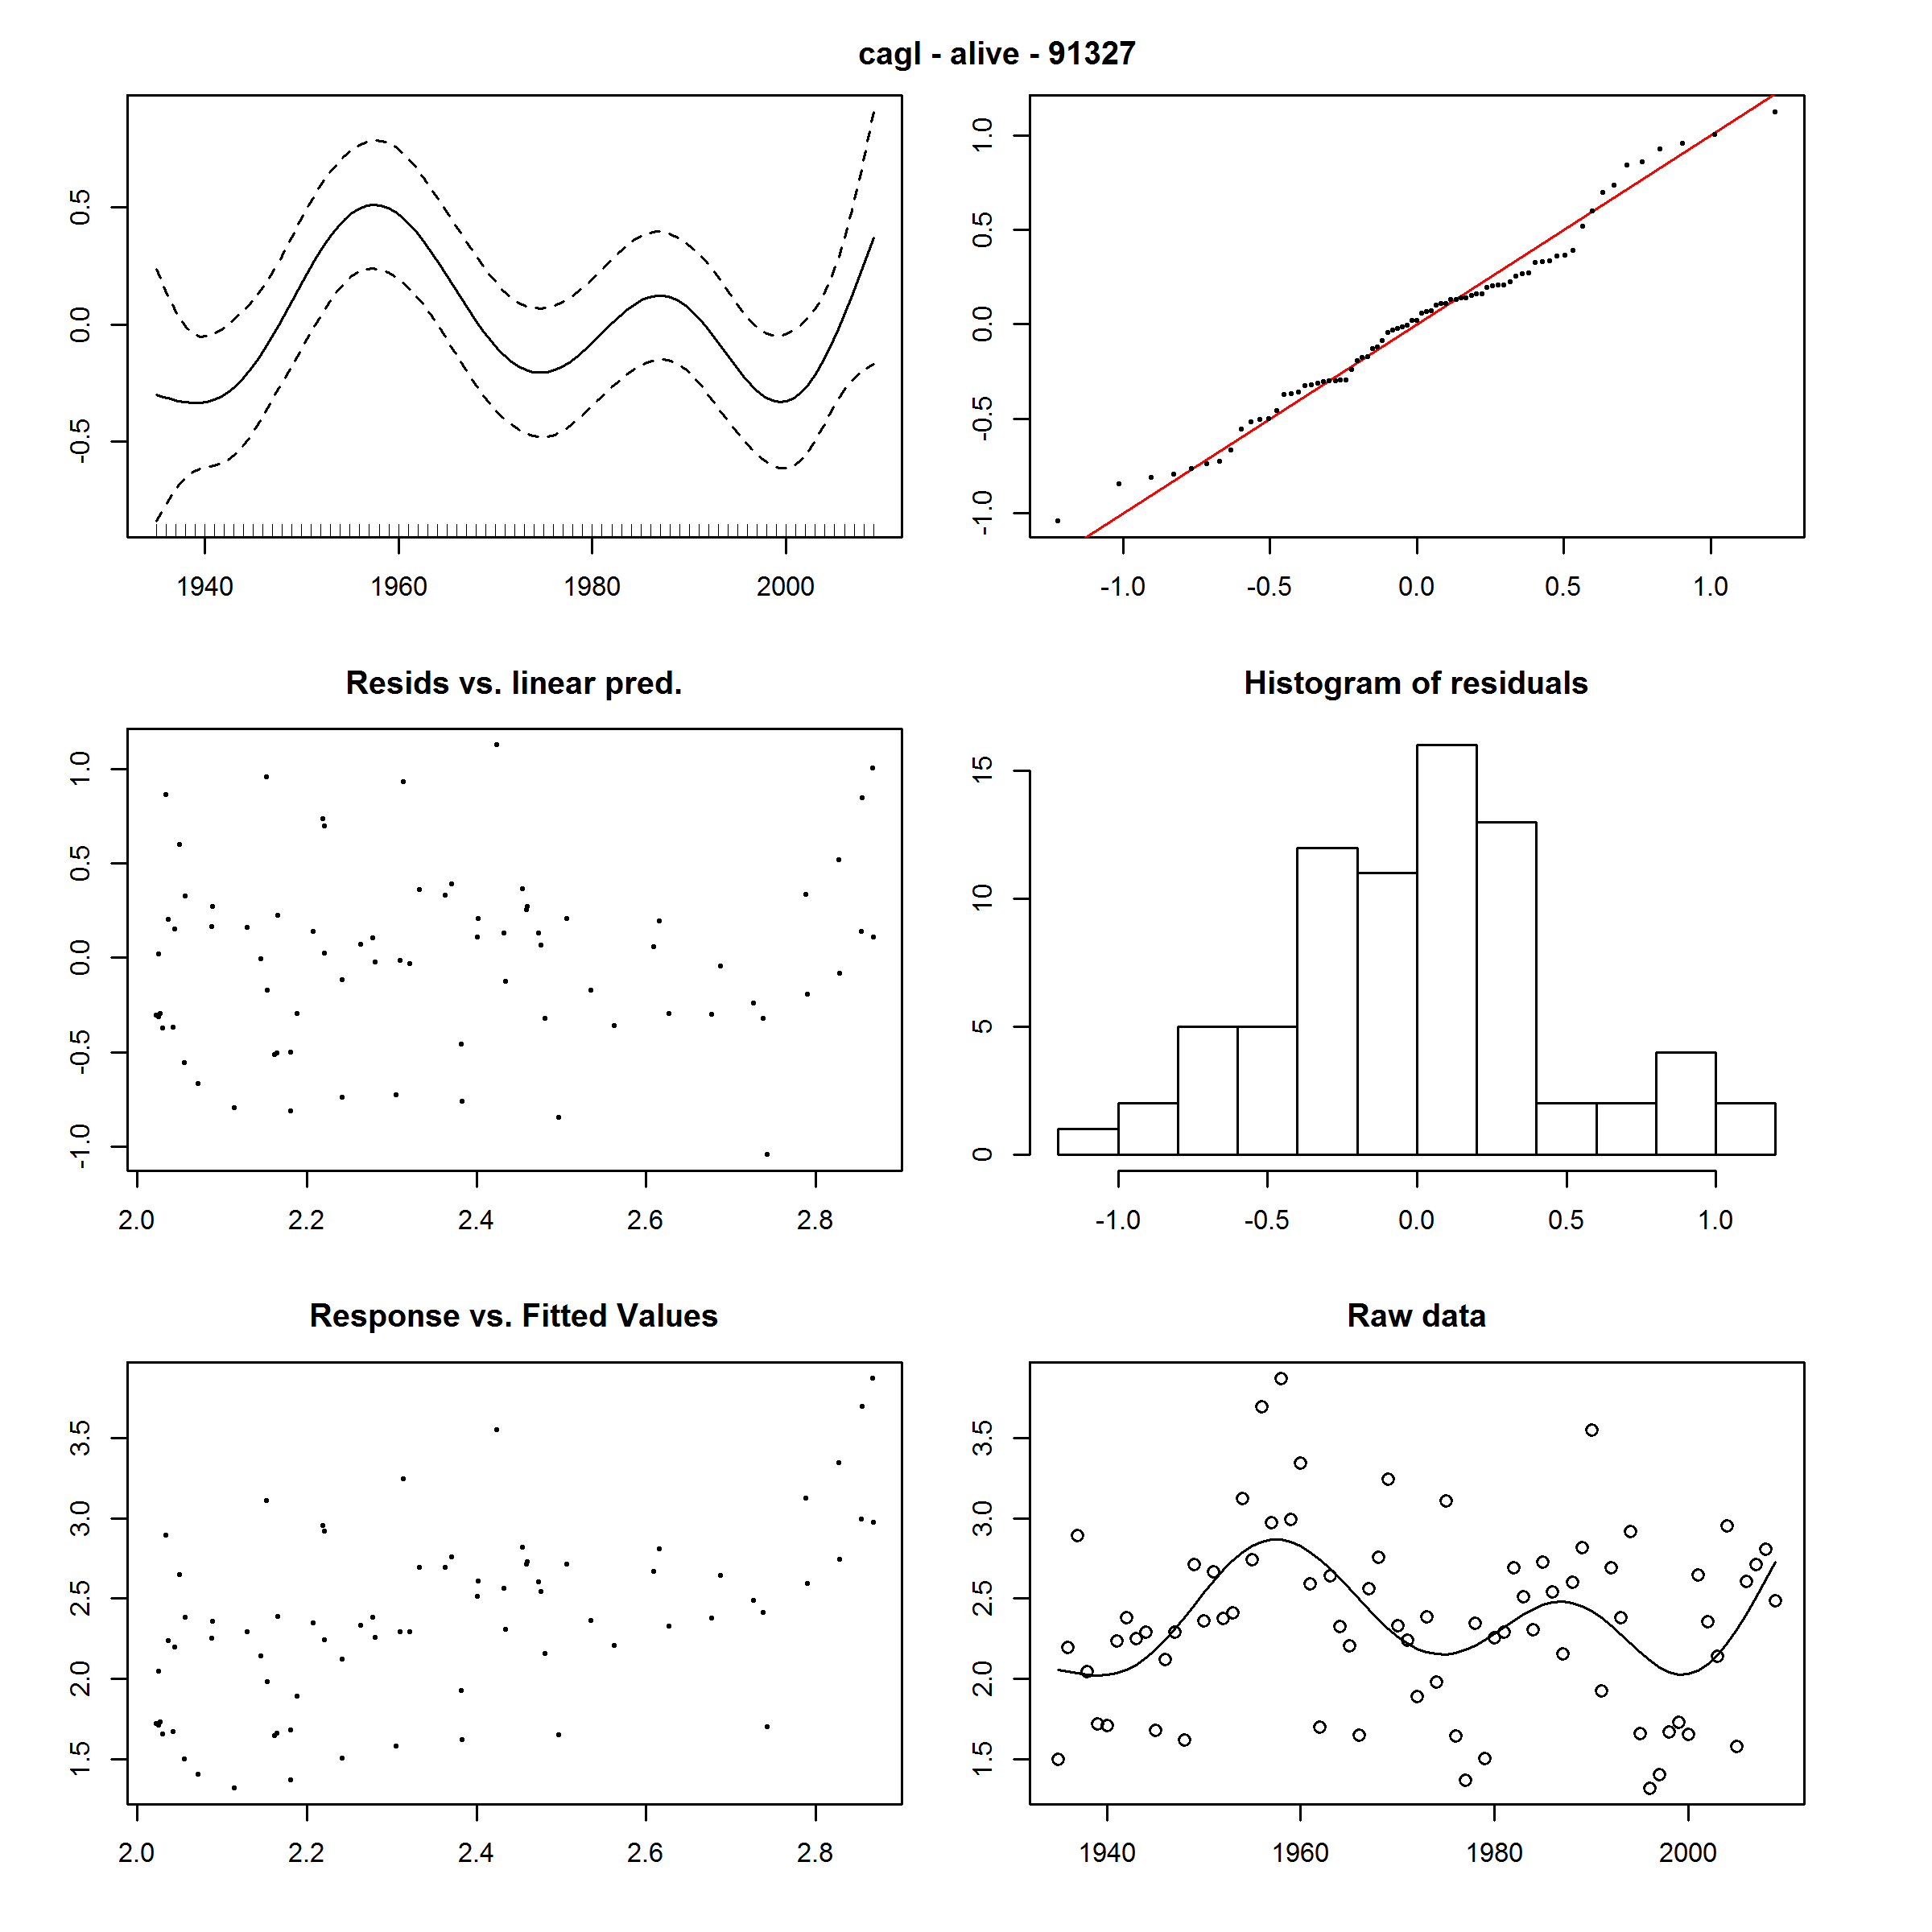 cagl - alive - 91327
0.5
0.0
-0.5
1940 1960 1980 2000
1.0
0.5
0.0
-0.5
-1.0
-1.0 -0.5 0.0 0.5 1.0
Resids vs. linear pred.
1.0
0.5
0.0
-0.5
-1.0
2.0 2.2 2.4 2.6 2.8
Histogram of residuals
15
10
5
0
-1.0 -0.5 0.0 0.5 1.0
Response vs. Fitted Values
3.5
3.0
2.5
2.0
1.5
2.0 2.2 2.4 2.6 2.8
Raw data
3.5
3.0
2.5
2.0
1.5
1940 1960 1980 2000